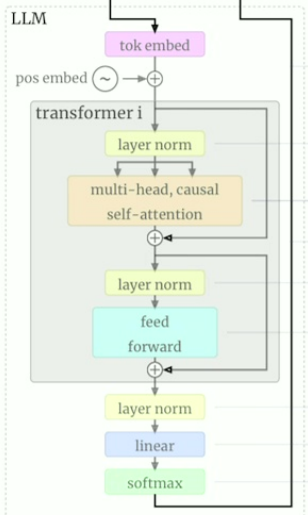 LLM
tok embed
pos embed
~
transformer i
layer norm
multi-head, causal
self-attention
layer norm
feed
forward
layer norm
linear
softmax